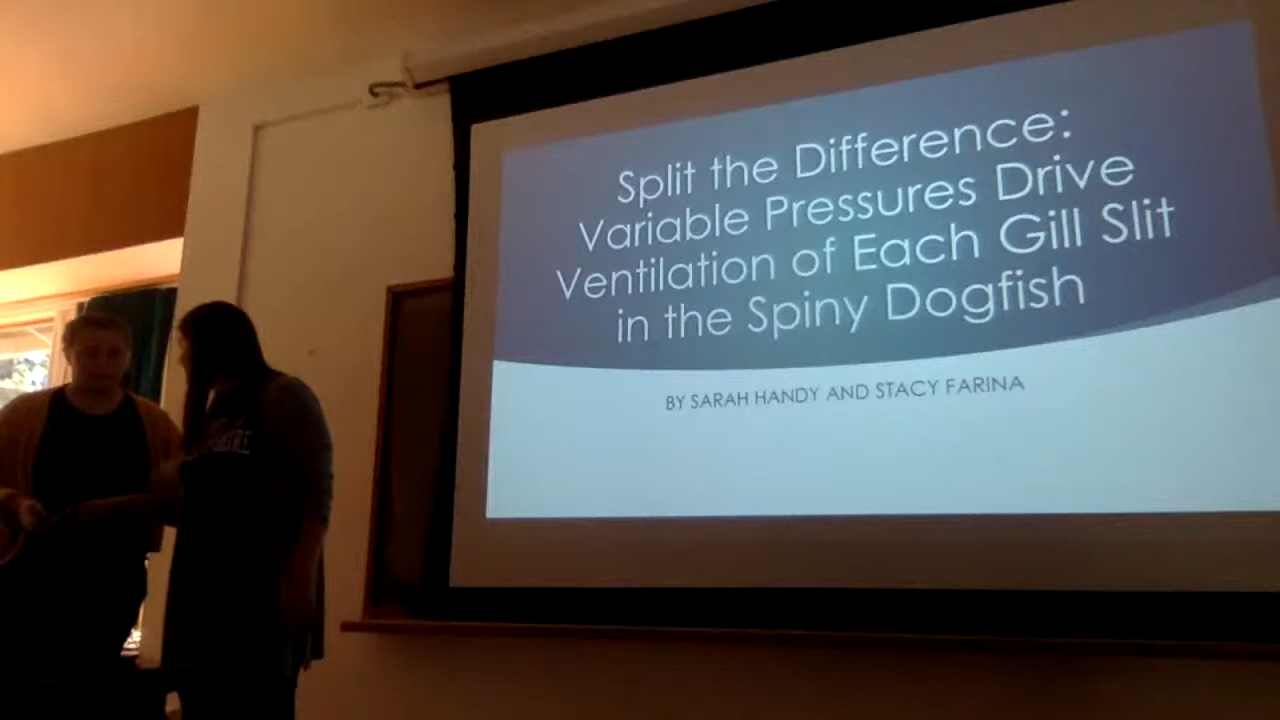 Split the Difference:
Variable Pressures Drive
Ventilation of Each Gill Slit
in the Spiny Dogfish
BY SARAH HANDY AND STACY FARINA